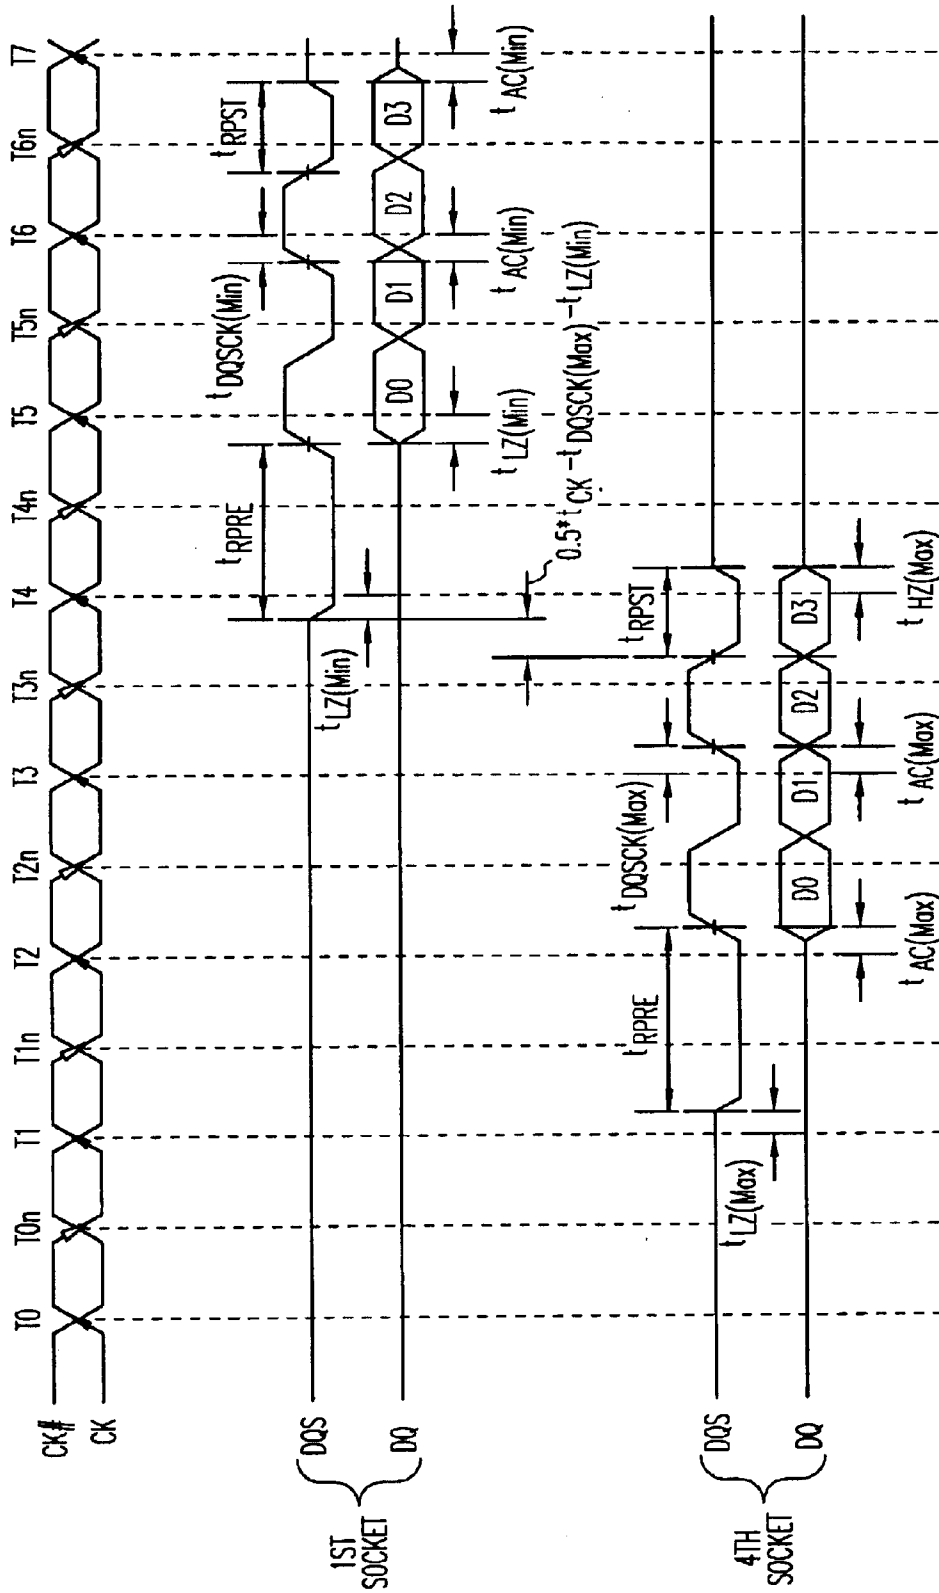 T0 T0n T1 T1n T2 T2n T3 T3n T4 T4n T5 T5n T6 T6n T7
CK#
CK
1ST
SOCKET
DQS
tLZ(Min)
tRPRE
tDQSCK(Min)
tRPST
DQ
D0 D1 D2 D3
tLZ(Min)
tAC(Min)
tAC(Min)
0.5*tCK-tDQSCK(Max)-tLZ(Min)
4TH
SOCKET
DQS
tLZ(Max)
tRPRE
tDQSCK(Max)
tRPST
DQ
D0 D1 D2 D3
tAC(Max)
tAC(Max)
tHZ(Max)